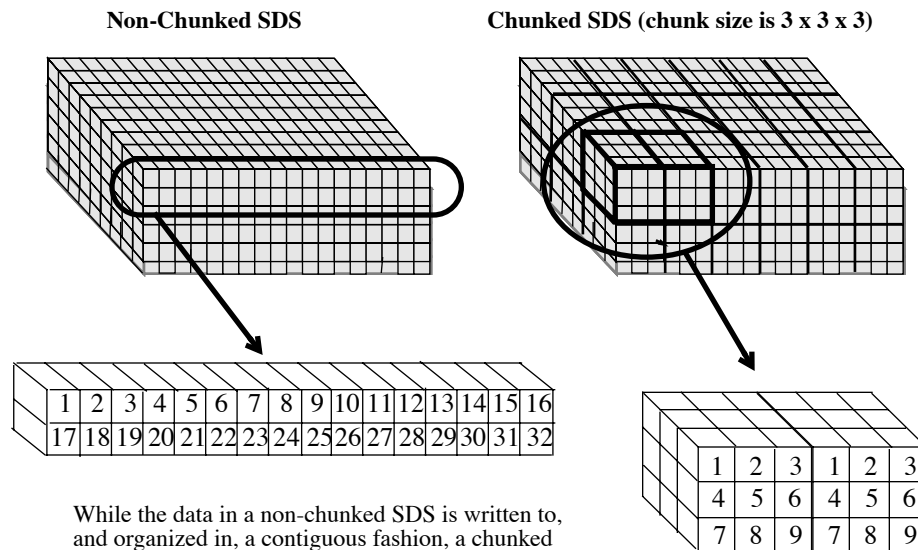 Non-Chunked SDS
Chunked SDS (chunk size is 3 x 3 x 3)
1 2 3 4 5 6 7 8 9 10 11 12 13 14 15 16
17 18 19 20 21 22 23 24 25 26 27 28 29 30 31 32
1 2 3 1 2 3
4 5 6 4 5 6
7 8 9 7 8 9
While the data in a non-chunked SDS is written to,
and organized in, a contiguous fashion, a chunked